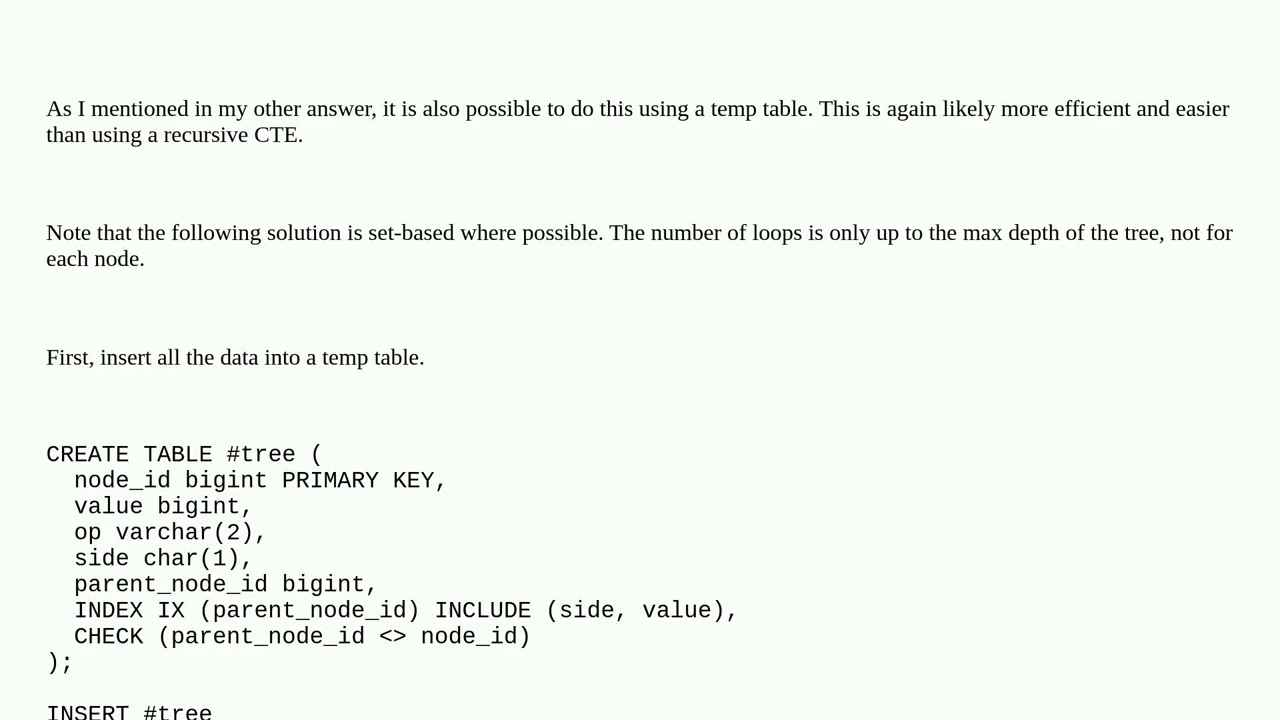 As I mentioned in my other answer, it is also possible to do this using a temp table. This is again likely more efficient and easier
than using a recursive CTE.
Note that the following solution is set-based where possible. The number of loops is only up to the max depth of the tree, not for
each node.
First, insert all the data into a temp table.
CREATE TABLE #tree (
  node_id bigint PRIMARY KEY,
  value bigint,
  op varchar(2),
  side char(1),
  parent_node_id bigint,
  INDEX IX (parent_node_id) INCLUDE (side, value),
  CHECK (parent_node_id <> node_id)
);
INSERT #tree